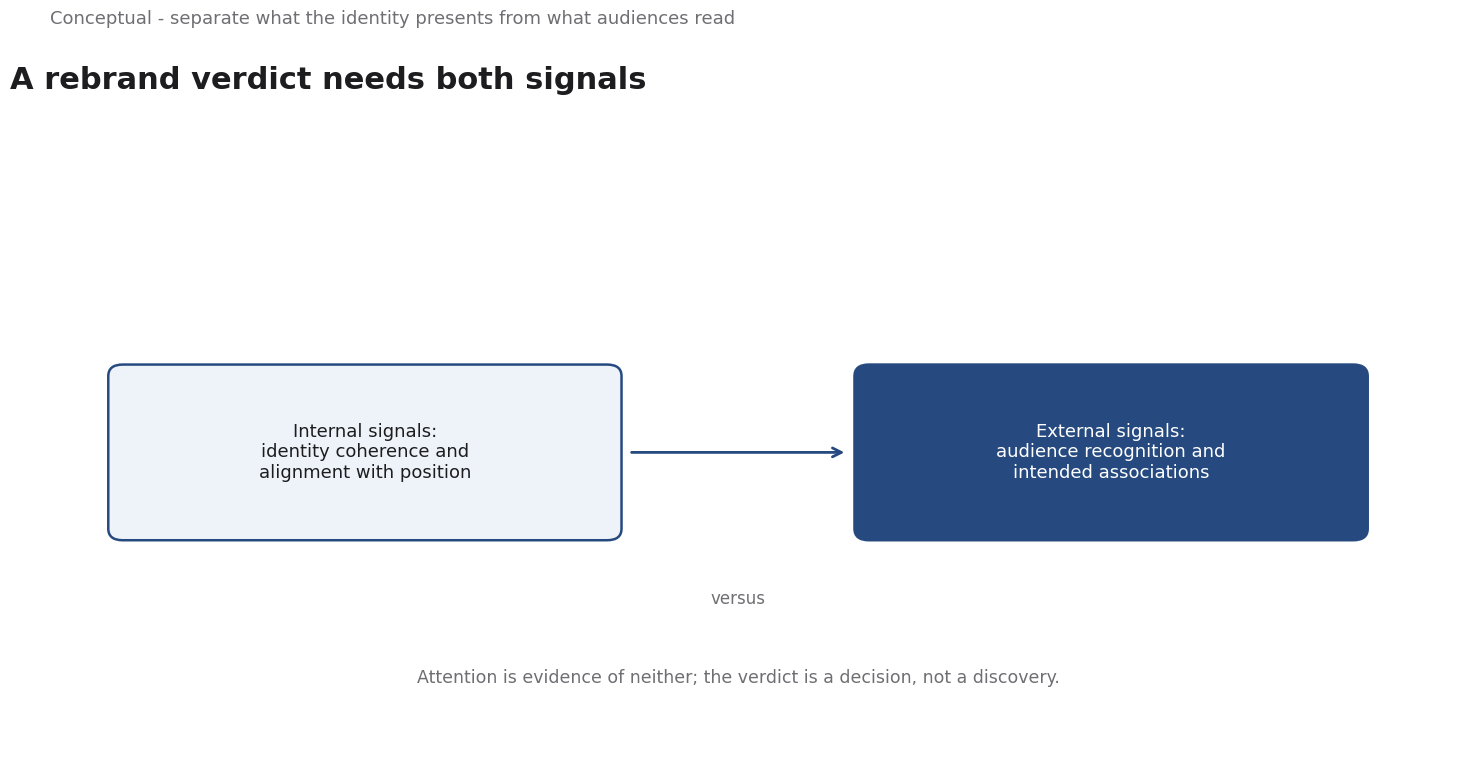 Conceptual - separate what the identity presents from what audiences read
A rebrand verdict needs both signals
Internal signals:
identity coherence and
alignment with position
External signals:
audience recognition and
intended associations
versus
Attention is evidence of neither; the verdict is a decision, not a discovery.